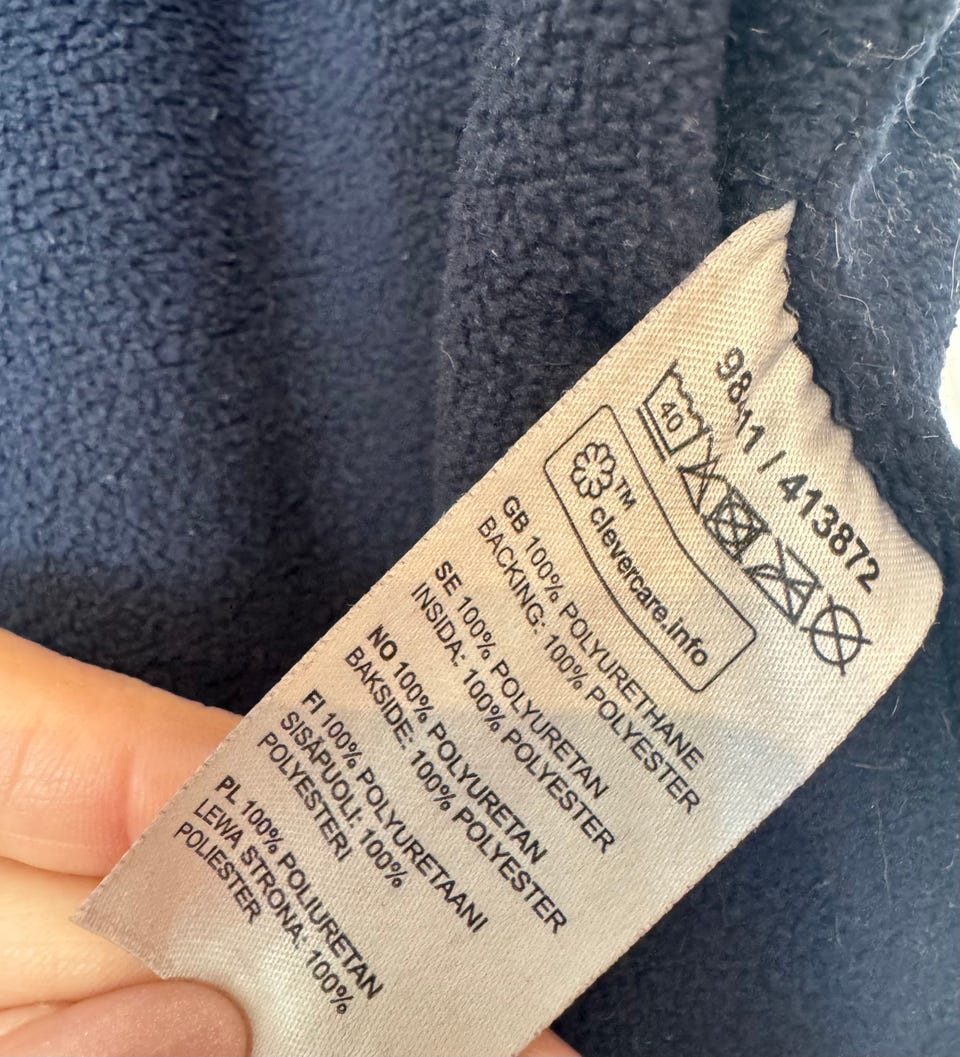 98-11 / 413872
40
™
clevercare.info
GB 100% POLYURETHANE
BACKING: 100% POLYESTER
SE 100% POLYURETAN
INSIDA: 100% POLYESTER
NO 100% POLYURETAN
BAKSIDE: 100% POLYESTER
FI 100% POLYURETAANI
SISÄPUOLI: 100%
POLYESTERI
PL 100% POLIURETAN
LEWA STRONA: 100%
POLIESTER